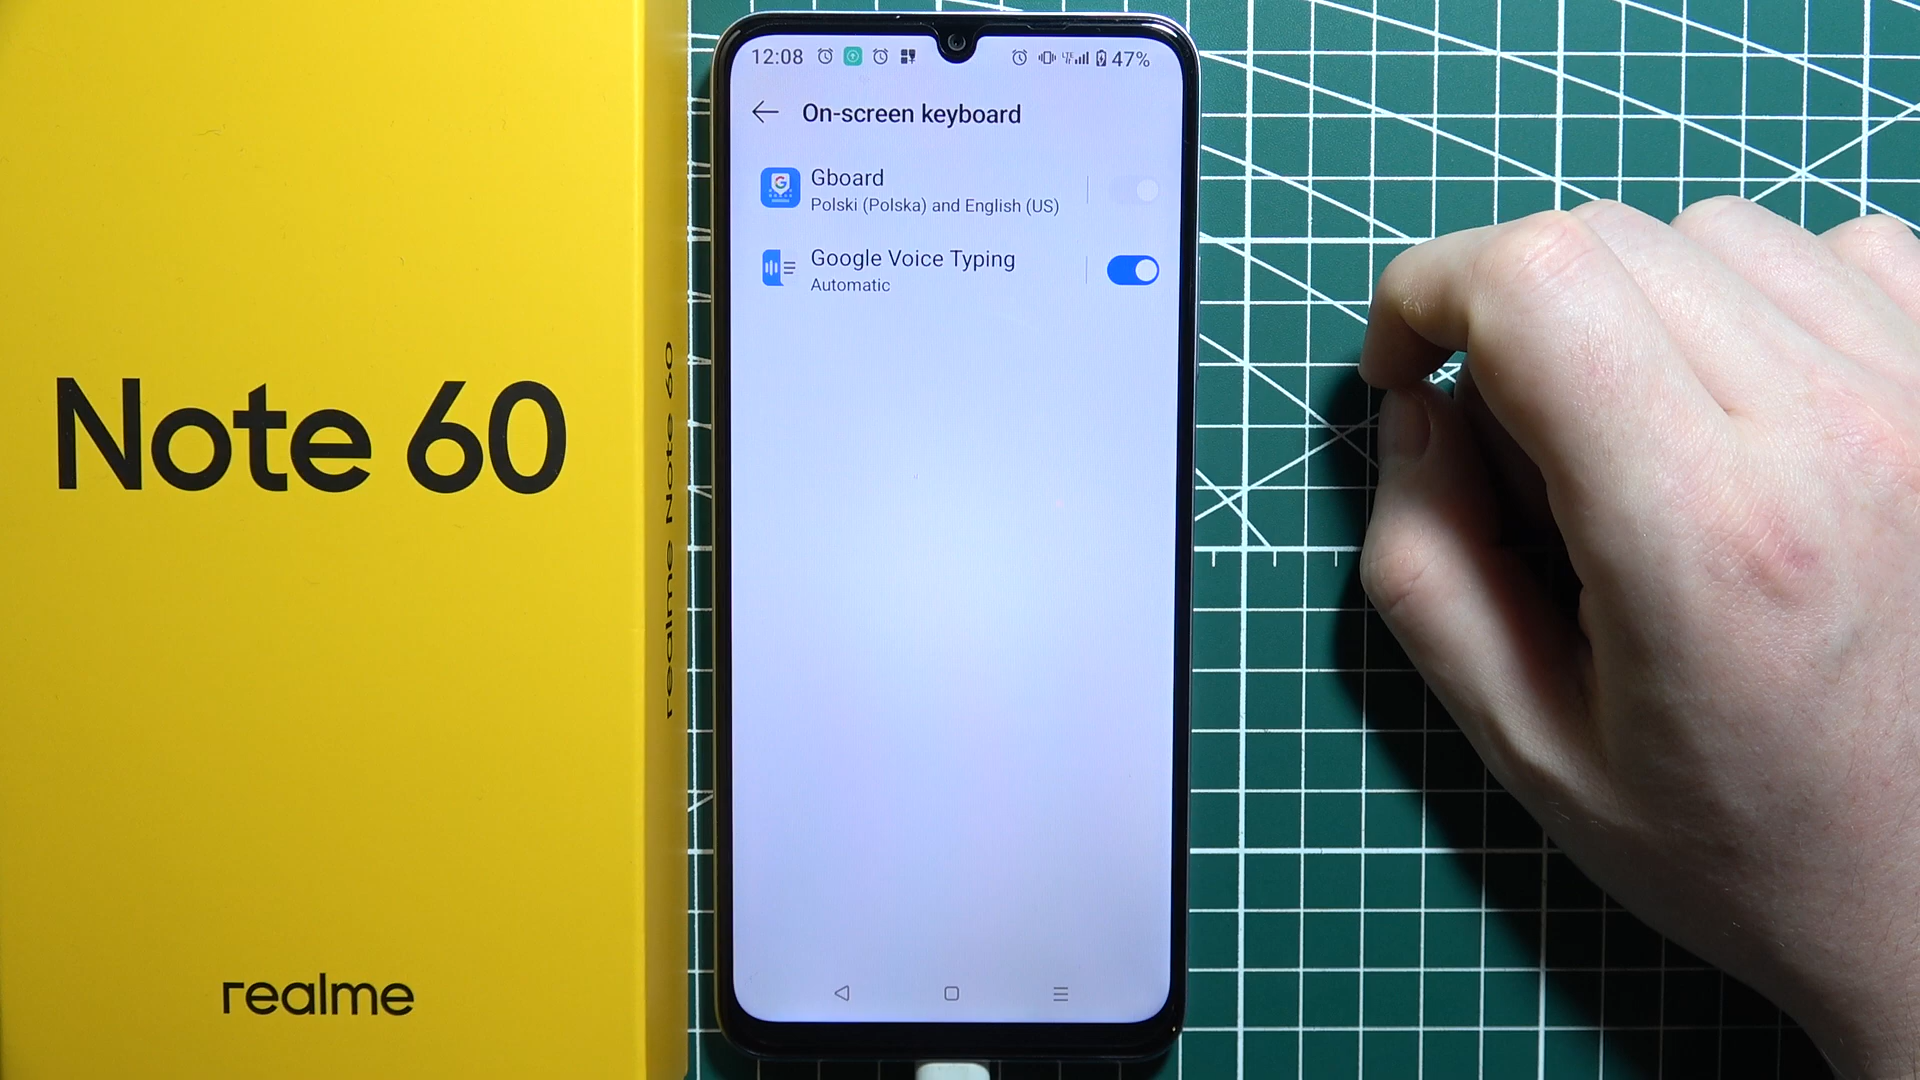 Note 60
realme
realme Note 60
12:08
47%
On-screen keyboard
Gboard
Polski (Polska) and English (US)
Google Voice Typing
Automatic